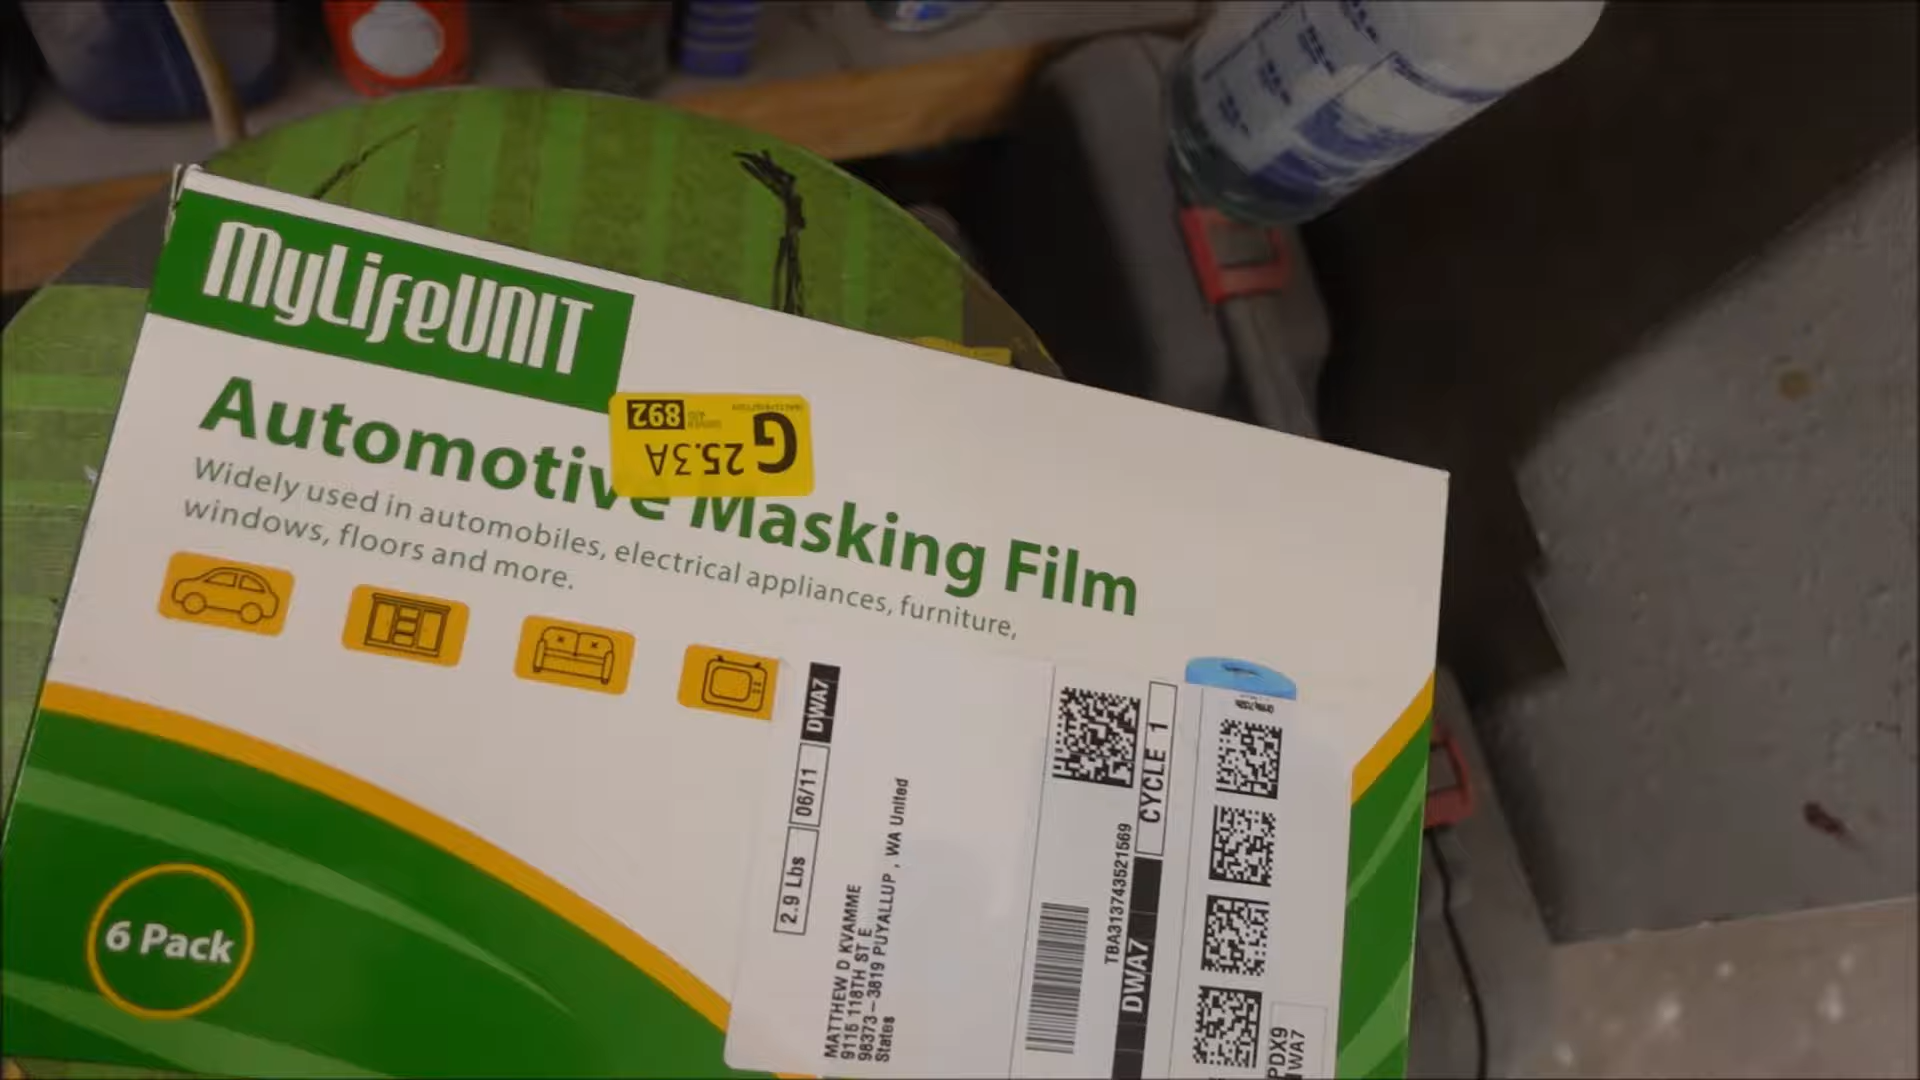 MyLifeUNIT
Automotive Masking Film
Widely used in automobiles, electrical appliances, furniture,
windows, floors and more.
6 Pack
G
25.3A
892
DWA7
06/11
2.9 Lbs
MATTHEW D KVAMME
9115 118TH ST E
98373-3819 PUYALLUP , WA United
States
CYCLE 1
TBA313743521569
DWA7
PDX9